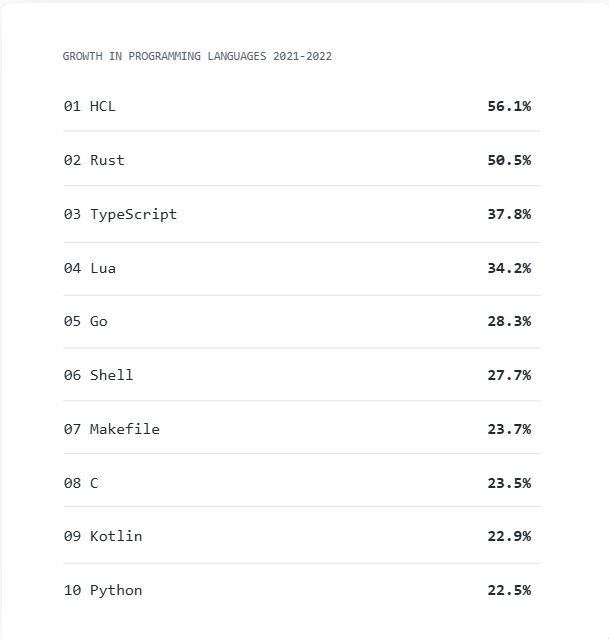 GROWTH IN PROGRAMMING LANGUAGES 2021-2022
01 HCL 56.1%
02 Rust 50.5%
03 TypeScript 37.8%
04 Lua 34.2%
05 Go 28.3%
06 Shell 27.7%
07 Makefile 23.7%
08 C 23.5%
09 Kotlin 22.9%
10 Python 22.5%